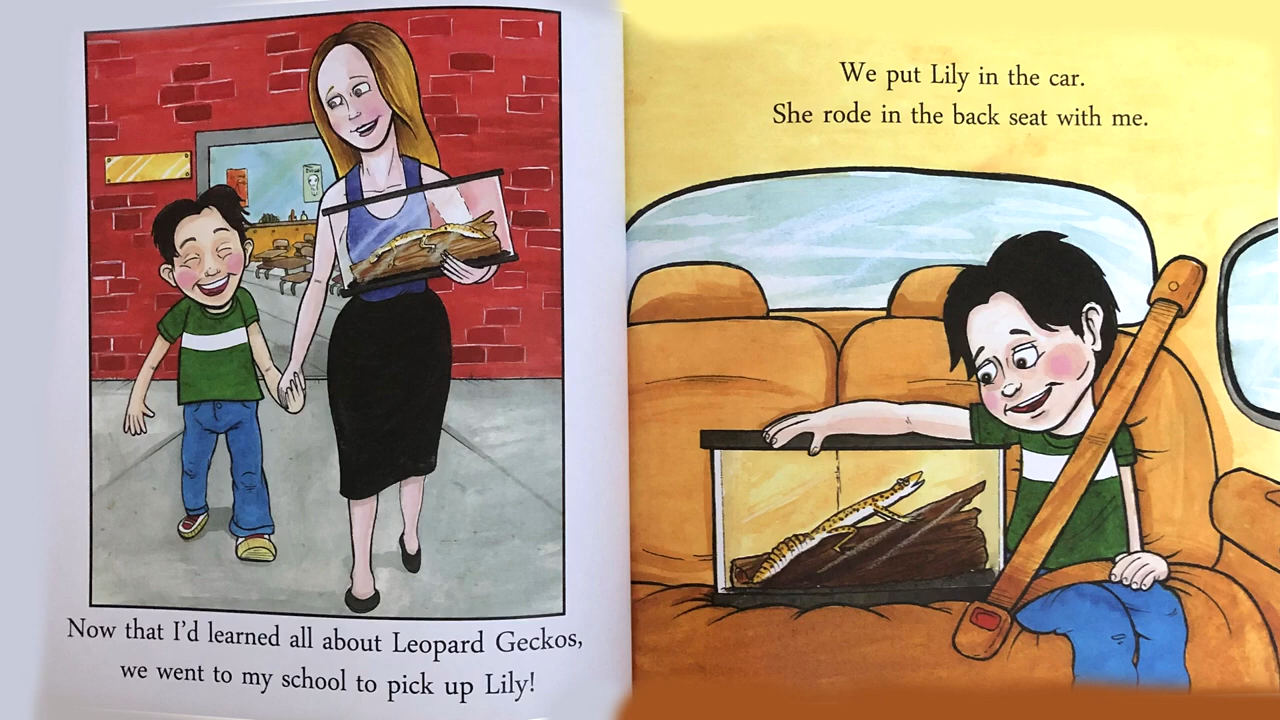 Now that I'd learned all about Leopard Geckos,
we went to my school to pick up Lily!
We put Lily in the car.
She rode in the back seat with me.